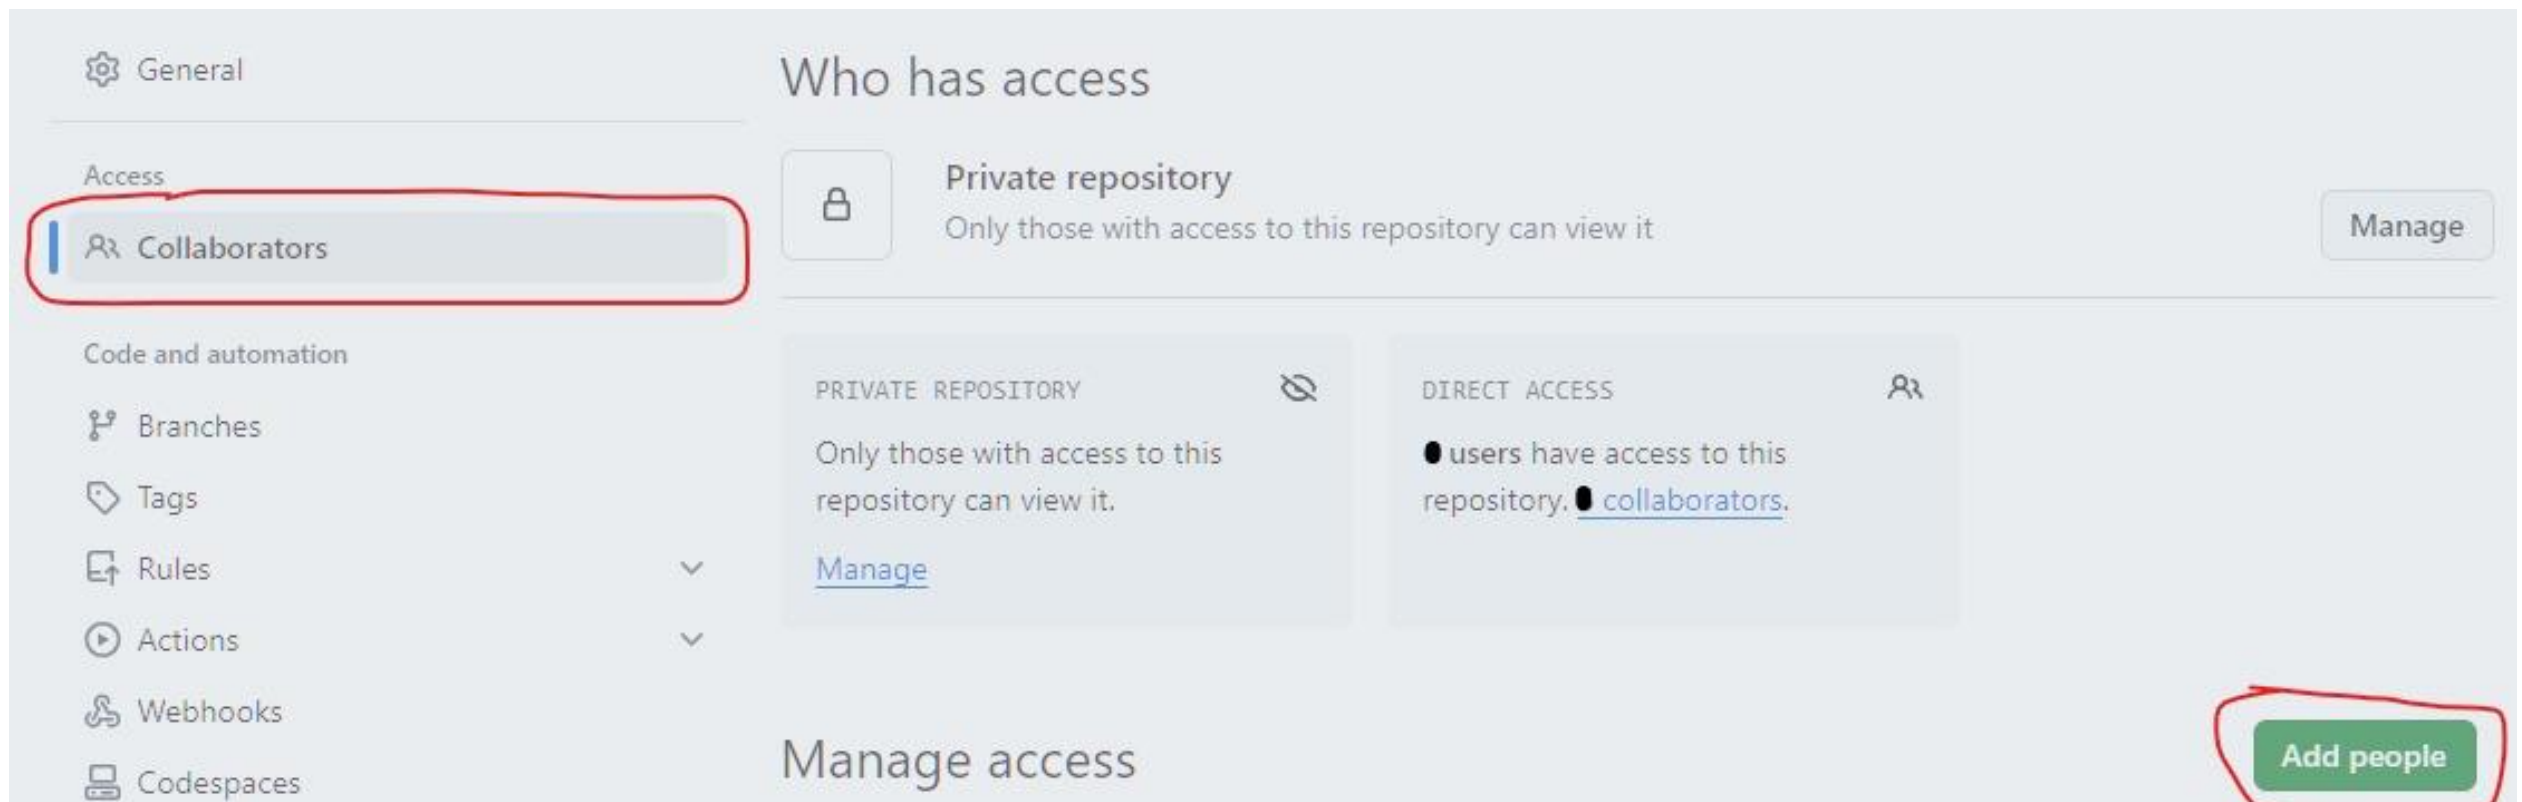 General
Access
Collaborators
Code and automation
Branches
Tags
Rules
Actions
Webhooks
Codespaces
Who has access
Private repository
Only those with access to this repository can view it
Manage
PRIVATE REPOSITORY
Only those with access to this
repository can view it.
Manage
DIRECT ACCESS
users have access to this
repository. collaborators.
Manage access
Add people